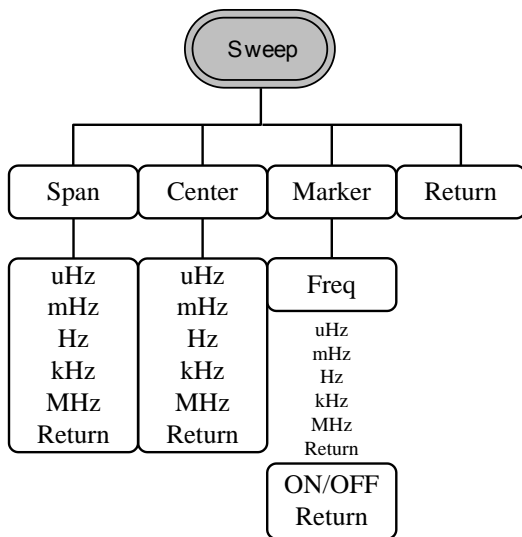 Sweep
Span
Center
Marker
Return
uHz
mHz
Hz
kHz
MHz
Return
uHz
mHz
Hz
kHz
MHz
Return
Freq
uHz
mHz
Hz
kHz
MHz
Return
ON/OFF
Return